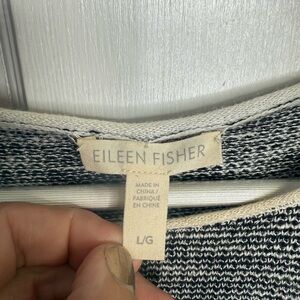 EILEEN FISHER
MADE IN
CHINA/
FABRIQUÉ
EN CHINE
L/G